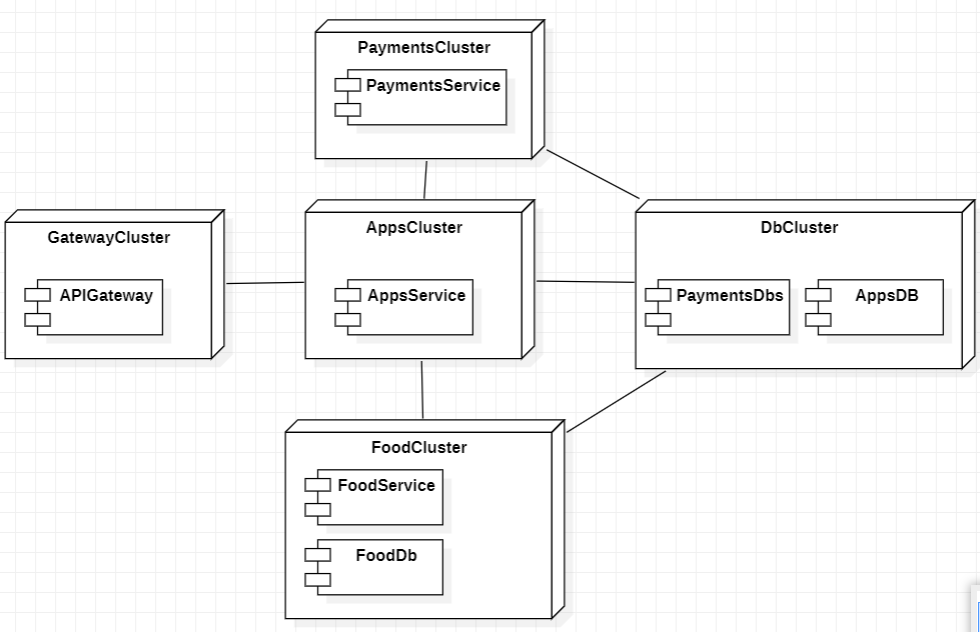 PaymentsCluster
PaymentsService
GatewayCluster
APIGateway
AppsCluster
AppsService
DbCluster
PaymentsDbs
AppsDB
FoodCluster
FoodService
FoodDb